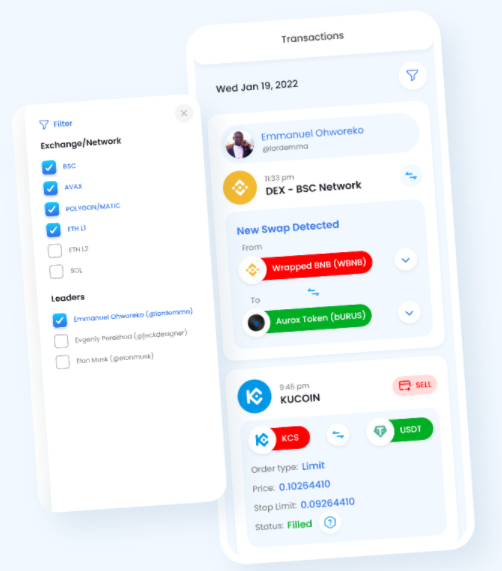 Filter
Exchange/Network
BSC
AVAX
POLYGON/MATIC
ETH L1
ETH L2
SOL
Leaders
Emmanuel Ohworeko (@lordemma)
Evgenly
Elon Musk (@elonmusk)
Transactions
Wed Jan 19, 2022
Emmanuel Ohworeko
@lordemma
11:33 pm
DEX - BSC Network
New Swap Detected
From
Wrapped BNB (WBNB)
To
Aurox Token (bURUS)
9:45 pm
KUCOIN
SELL
KCS
USDT
Order type: Limit
Price: 0.10264410
Stop Limit: 0.09264410
Status: Filled